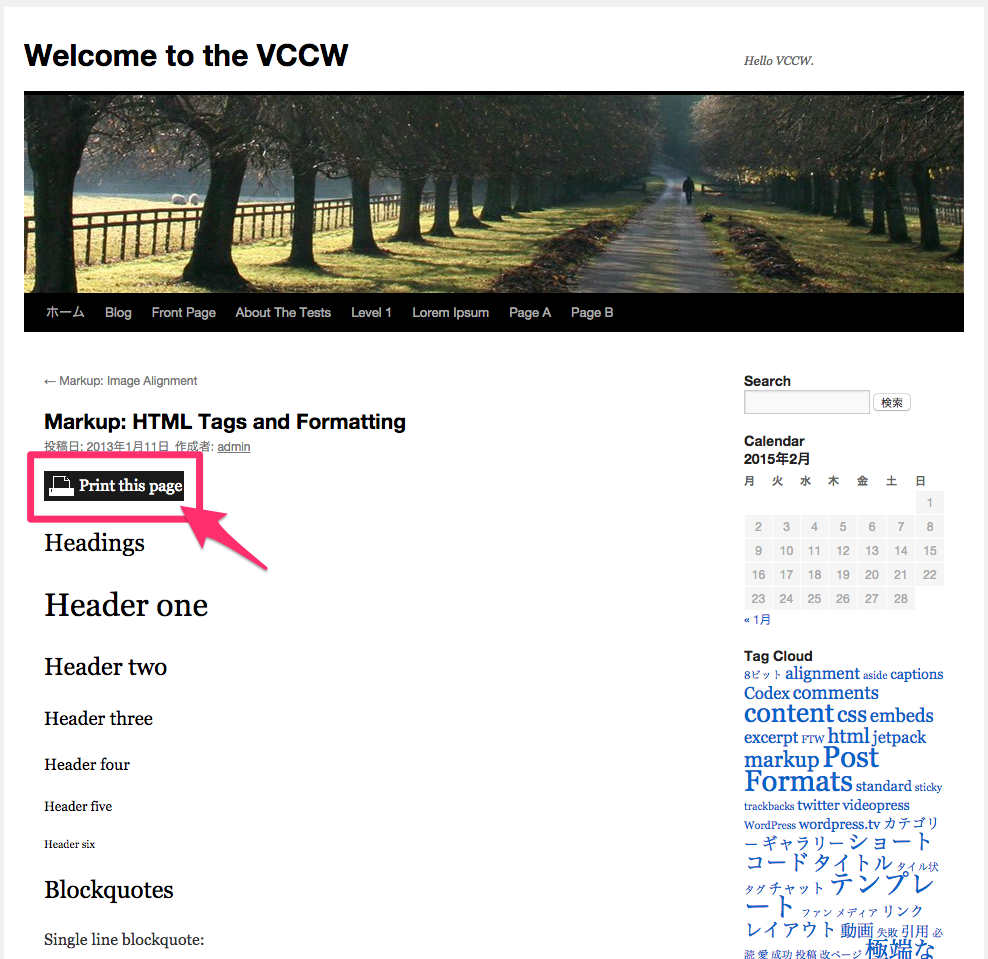 Welcome to the VCCW
Hello VCCW.
ホーム Blog Front Page About The Tests Level 1 Lorem Ipsum Page A Page B
← Markup: Image Alignment
Markup: HTML Tags and Formatting
投稿日: 2013年1月11日 作成者: admin
Print this page
Headings
Header one
Header two
Header three
Header four
Header five
Header six
Blockquotes
Single line blockquote:
Search
検索
Calendar
2015年2月
月 火 水 木 金 土 日
1
2 3 4 5 6 7 8
9 10 11 12 13 14 15
16 17 18 19 20 21 22
23 24 25 26 27 28
« 1月
Tag Cloud
8ビット alignment aside captions
Codex comments
content css embeds
excerpt FTW html jetpack
markup Post
Formats standard sticky
trackbacks twitter videopress
WordPress wordpress.tv カテゴリ
ー ギャラリー ショート
コード タイトル タイル状
タグ チャット テンプレ
ート ファン メディア リンク
レイアウト 動画 失敗 引用 必
読 愛 成功 投稿 改ページ 極端な